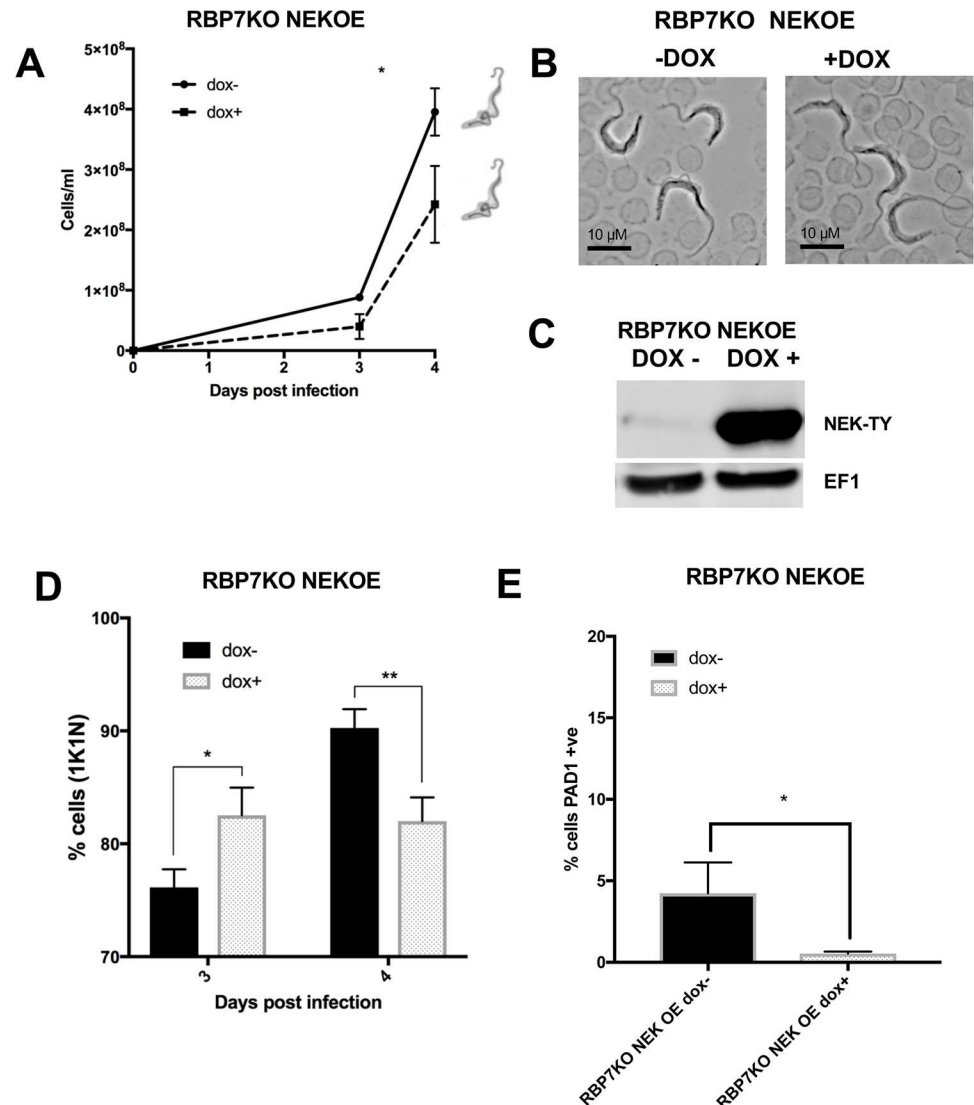 A
RBP7KO NEKOE
5×10⁸
4×10⁸
3×10⁸
2×10⁸
1×10⁸
0
Cells/ml
dox-
dox+
*
0 1 2 3 4
Days post infection
B
RBP7KO NEKOE
-DOX +DOX
10 µM 10 µM
C
RBP7KO NEKOE
DOX - DOX +
NEK-TY
EF1
D
RBP7KO NEKOE
100
90
80
70
% cells (1K1N)
dox-
dox+
*
**
3 4
Days post infection
E
RBP7KO NEKOE
20
15
10
5
0
% cells PAD1 +ve
dox-
dox+
*
RBP7KO NEK OE dox-
RBP7KO NEK OE dox+